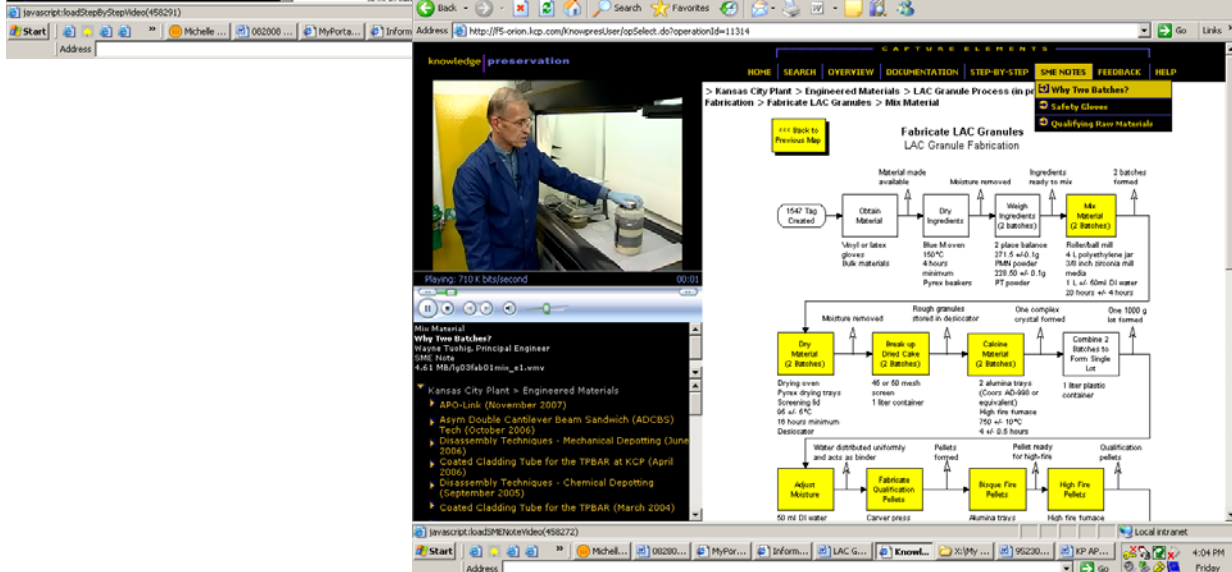 javascript:loadStepByStepVideo(458291)
Start » Michelle ... 082808 ... MyPorta... Inform
Address
Back Search Favorites
Address http://f5-orion.kcp.com/KnowpresUser/opSelect.do?operationId=11314 Go Links »
CAPTURE ELEMENTS
knowledge preservation
HOME SEARCH OVERVIEW DOCUMENTATION STEP-BY-STEP SME NOTES FEEDBACK HELP
Why Two Batches?
Safety Gloves
Qualifying Raw Materials
> Kansas City Plant > Engineered Materials > LAC Granule Process (in pe
Fabrication > Fabricate LAC Granules > Mix Material
<<< Back to
Previous Map
Fabricate LAC Granules
LAC Granule Fabrication
Material made
available
Moisture removed
Ingredients
ready to mix
2 batches
formed
1547 Tag
Created
Obtain
Material
Dry
Ingredients
Weigh
Ingredients
(2 batches)
Mix
Material
(2 Batches)
Vinyl or latex
gloves
Bulk materials
Blue M oven
150°C
4 hours
minimum
Pyrex beakers
2 place balance
271.5 +/-0.1g
PMN powder
228.50 +/- 0.1g
PT powder
Roller/ball mill
4 L polyethylene jar
3/8 inch zirconia mill
media
1 L +/- 60ml DI water
20 hours +/- 4 hours
Moisture removed
Rough granules
stored in desiccator
One complex
crystal formed
One 1000 g
lot formed
Dry
Material
(2 Batches)
Break up
Dried Cake
(2 Batches)
Calcine
Material
(2 Batches)
Combine 2
Batches to
Form Single
Lot
Drying oven
Pyrex drying trays
Screening lid
95 +/- 5°C
16 hours minimum
Desiccator
45 or 50 mesh
screen
1 liter container
2 alumina trays
(Coors AD-998 or
equivalent)
High fire furnace
750 +/- 10°C
4 +/- 0.5 hours
1 liter plastic
container
Water distributed uniformly
and acts as binder
Pellets
formed
Pellet ready
for high-fire
Qualification
pellets
Adjust
Moisture
Fabricate
Qualification
Pellets
Bisque Fire
Pellets
High Fire
Pellets
50 ml DI water
Carver press
Alumina trays
High fire furnace
Playing: 710 K bits/second 00:01
Mix Material
Why Two Batches?
Wayne Tuohig, Principal Engineer
SME Note
4.61 MB/lg03fab01mix_e1.wmv
Kansas City Plant > Engineered Materials
APO-Link (November 2007)
Asym Double Cantilever Beam Sandwich (ADCBS)
Tech (October 2006)
Disassembly Techniques - Mechanical Depotting (June
2006)
Coated Cladding Tube for the TPBAR at KCP (April
2006)
Disassembly Techniques - Chemical Depotting
(September 2005)
Coated Cladding Tube for the TPBAR (March 2004)
javascript:loadSMENoteVideo(458272) Local intranet
Start » Michell... 08280... MyPor... Inform... LAC G... Knowl... X:\My ... 95230... KP AP... 4:04 PM
Address Go Friday